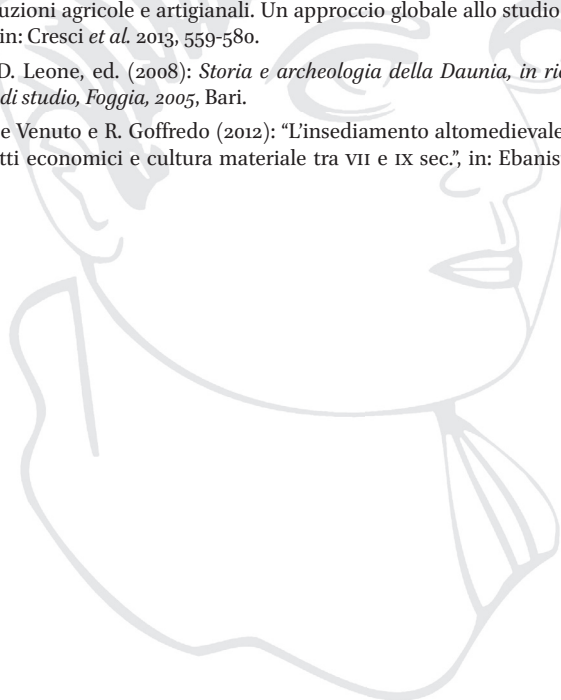 uzioni agricole e artigianali. Un approccio globale allo studio
in: Cresci et al. 2013, 559-580.
D. Leone, ed. (2008): Storia e archeologia della Daunia, in ric
di studio, Foggia, 2005, Bari.
e Venuto e R. Goffredo (2012): “L’insediamento altomedievale
tti economici e cultura materiale tra VII e IX sec.”, in: Ebanis